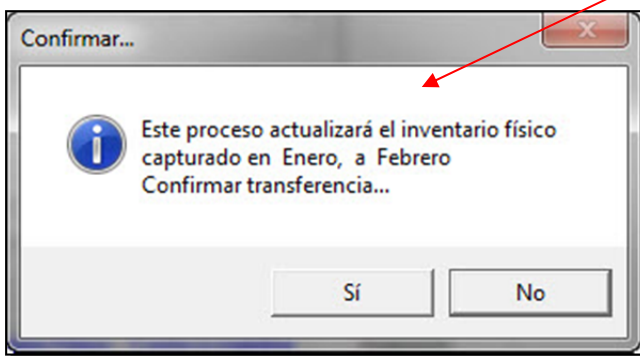 Confirmar...
Este proceso actualizará el inventario físico
capturado en  Enero,  a  Febrero
Confirmar transferencia...
Sí
No